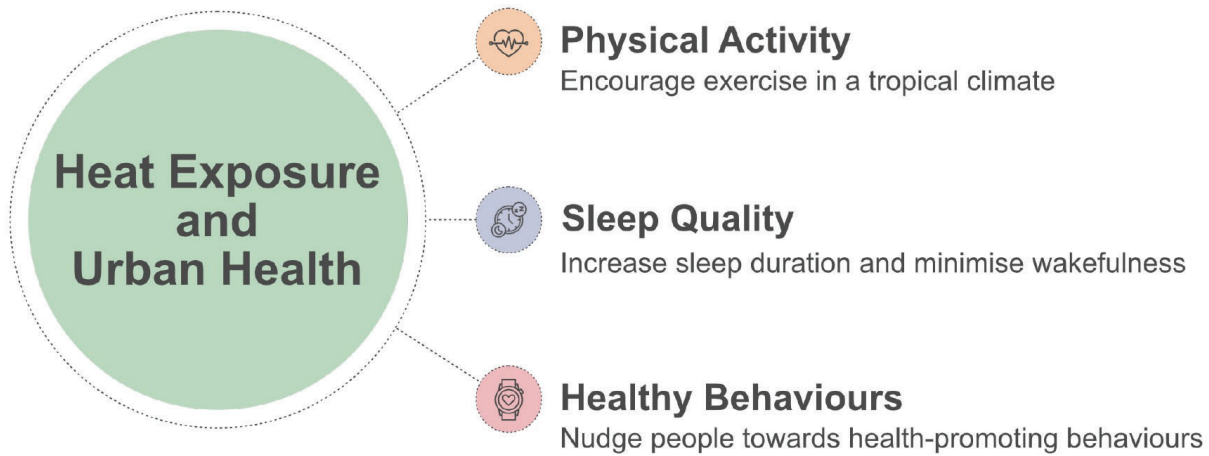 Heat Exposure
and
Urban Health
Physical Activity
Encourage exercise in a tropical climate
Sleep Quality
Increase sleep duration and minimise wakefulness
Healthy Behaviours
Nudge people towards health-promoting behaviours